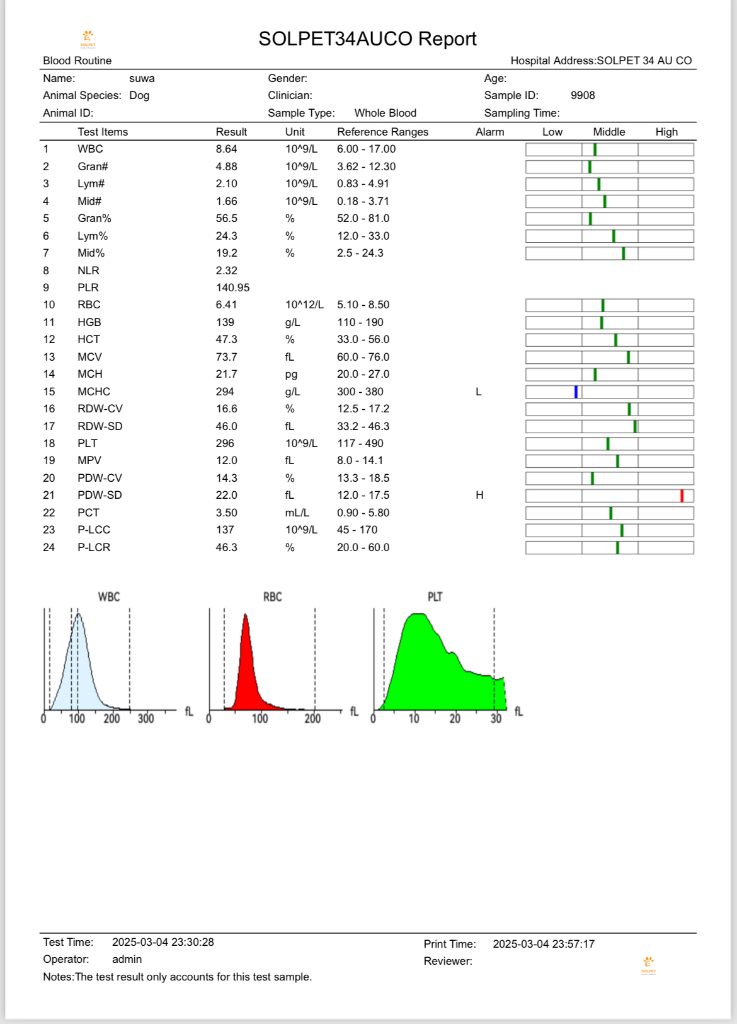 SOLPET34AUCO Report
Blood Routine Hospital Address:SOLPET 34 AU CO
Name: suwa Gender: Age:
Animal Species: Dog Clinician: Sample ID: 9908
Animal ID: Sample Type: Whole Blood Sampling Time:
Test Items Result Unit Reference Ranges Alarm Low Middle High
1 WBC 8.64 10^9/L 6.00 - 17.00
2 Gran# 4.88 10^9/L 3.62 - 12.30
3 Lym# 2.10 10^9/L 0.83 - 4.91
4 Mid# 1.66 10^9/L 0.18 - 3.71
5 Gran% 56.5 % 52.0 - 81.0
6 Lym% 24.3 % 12.0 - 33.0
7 Mid% 19.2 % 2.5 - 24.3
8 NLR 2.32
9 PLR 140.95
10 RBC 6.41 10^12/L 5.10 - 8.50
11 HGB 139 g/L 110 - 190
12 HCT 47.3 % 33.0 - 56.0
13 MCV 73.7 fL 60.0 - 76.0
14 MCH 21.7 pg 20.0 - 27.0
15 MCHC 294 g/L 300 - 380 L
16 RDW-CV 16.6 % 12.5 - 17.2
17 RDW-SD 46.0 fL 33.2 - 46.3
18 PLT 296 10^9/L 117 - 490
19 MPV 12.0 fL 8.0 - 14.1
20 PDW-CV 14.3 % 13.3 - 18.5
21 PDW-SD 22.0 fL 12.0 - 17.5 H
22 PCT 3.50 mL/L 0.90 - 5.80
23 P-LCC 137 10^9/L 45 - 170
24 P-LCR 46.3 % 20.0 - 60.0
WBC RBC PLT
0 100 200 300 fL 0 100 200 fL 0 10 20 30 fL
Test Time: 2025-03-04 23:30:28 Print Time: 2025-03-04 23:57:17
Operator: admin Reviewer:
Notes:The test result only accounts for this test sample.